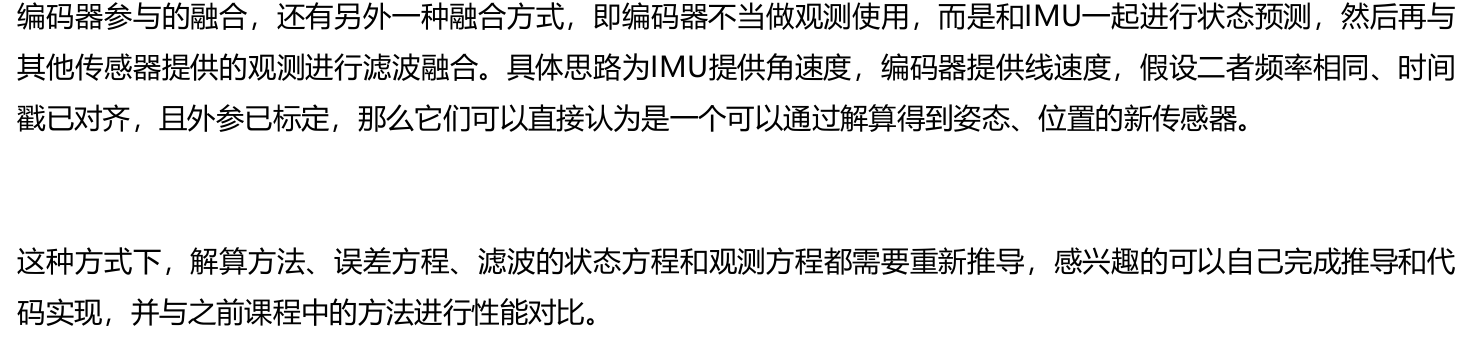 编码器参与的融合，还有另外一种融合方式，即编码器不当做观测使用，而是和IMU一起进行状态预测，然后再与
其他传感器提供的观测进行滤波融合。具体思路为IMU提供角速度，编码器提供线速度，假设二者频率相同、时间
戳已对齐，且外参已标定，那么它们可以直接认为是一个可以通过解算得到姿态、位置的新传感器。
这种方式下，解算方法、误差方程、滤波的状态方程和观测方程都需要重新推导，感兴趣的可以自己完成推导和代
码实现，并与之前课程中的方法进行性能对比。